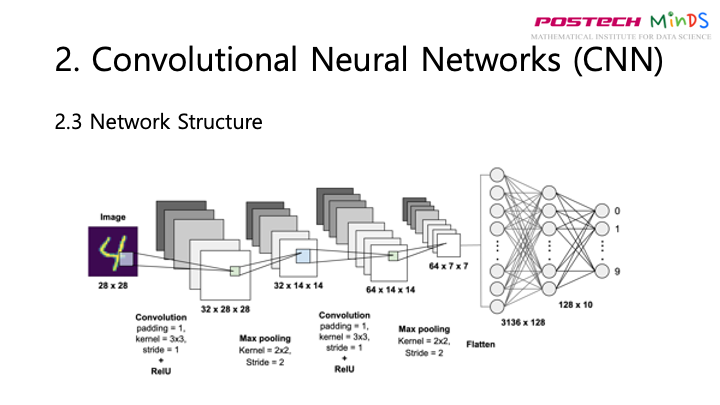 POSTECH MINDS
MATHEMATICAL INSTITUTE FOR DATA SCIENCE
2. Convolutional Neural Networks (CNN)
2.3 Network Structure
Image
28 x 28
Convolution
padding = 1,
kernel = 3x3,
stride = 1
+
RelU
32 x 28 x 28
Max pooling
Kernel = 2x2,
Stride = 2
32 x 14 x 14
Convolution
padding = 1,
kernel = 3x3,
stride = 1
+
RelU
64 x 14 x 14
Max pooling
Kernel = 2x2,
Stride = 2
64 x 7 x 7
Flatten
3136 x 128
128 x 10
0
1
9
4